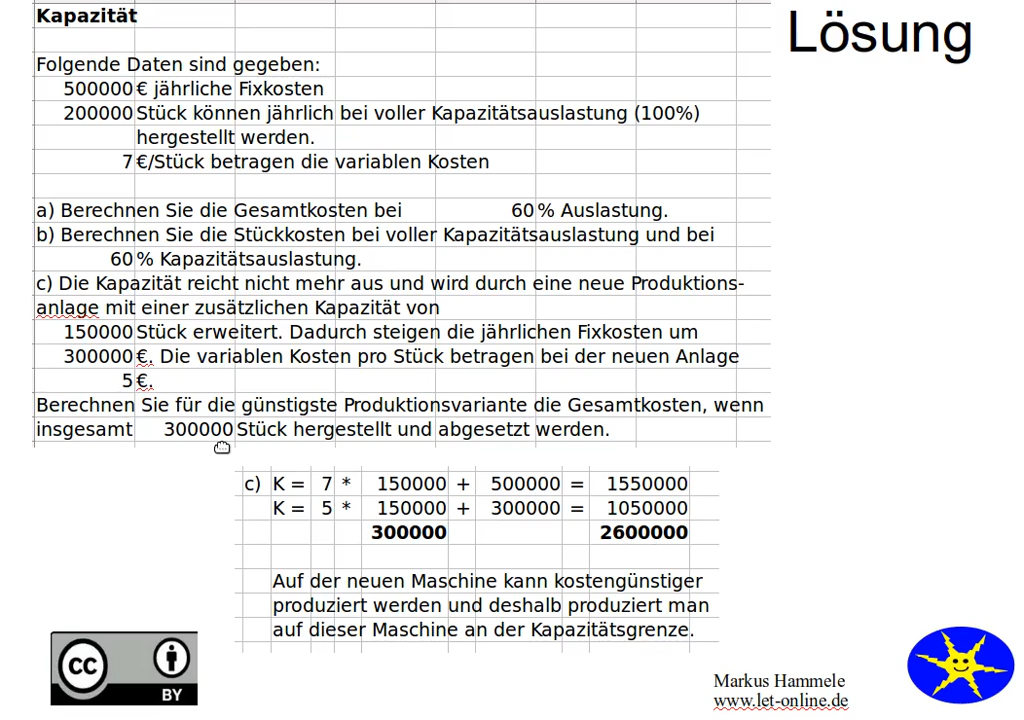 Kapazität
Lösung
Folgende Daten sind gegeben:
500000 € jährliche Fixkosten
200000 Stück können jährlich bei voller Kapazitätsauslastung (100%)
hergestellt werden.
7 €/Stück betragen die variablen Kosten
a) Berechnen Sie die Gesamtkosten bei 60 % Auslastung.
b) Berechnen Sie die Stückkosten bei voller Kapazitätsauslastung und bei
60 % Kapazitätsauslastung.
c) Die Kapazität reicht nicht mehr aus und wird durch eine neue Produktions-
anlage mit einer zusätzlichen Kapazität von
150000 Stück erweitert. Dadurch steigen die jährlichen Fixkosten um
300000 €. Die variablen Kosten pro Stück betragen bei der neuen Anlage
5 €.
Berechnen Sie für die günstigste Produktionsvariante die Gesamtkosten, wenn
insgesamt 300000 Stück hergestellt und abgesetzt werden.
c) K = 7 * 150000 + 500000 = 1550000
K = 5 * 150000 + 300000 = 1050000
300000 2600000
Auf der neuen Maschine kann kostengünstiger
produziert werden und deshalb produziert man
auf dieser Maschine an der Kapazitätsgrenze.
cc
BY
Markus Hammele
www.let-online.de